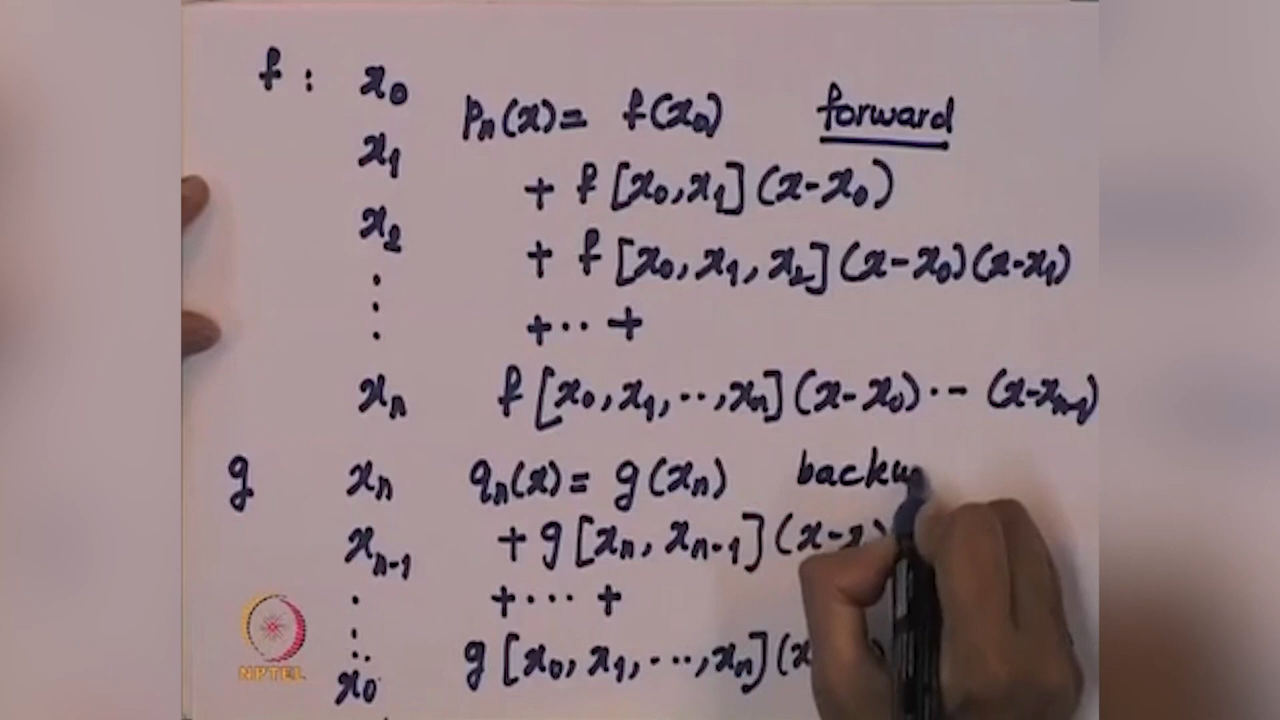 f : x₀
pₙ(x) = f(x₀) forward
x₁
+ f[x₀, x₁](x-x₀)
x₂
+ f[x₀, x₁, x₂](x-x₀)(x-x₁)
⋮
+ ·· +
xₙ f[x₀, x₁, ··, xₙ](x-x₀) ·-- (x-xₙ₋₁)
g xₙ qₙ(x) = g(xₙ)
xₙ₋₁ + g[xₙ, xₙ₋₁](x-x
⋮ + ··· +
g[x₀, x₁, ···, xₙ](x
x₀
NPTEL